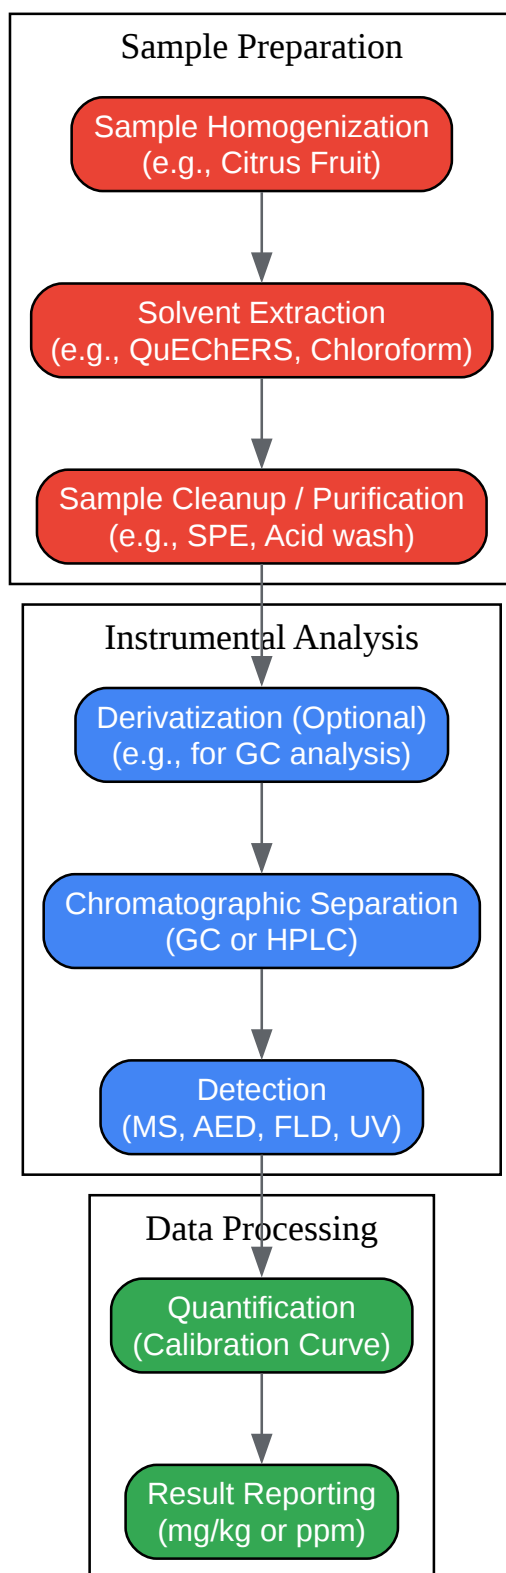 Sample Preparation
Sample Homogenization
(e.g., Citrus Fruit)
Solvent Extraction
(e.g., QuEChERS, Chloroform)
Sample Cleanup / Purification
(e.g., SPE, Acid wash)
Instrumental Analysis
Derivatization (Optional)
(e.g., for GC analysis)
Chromatographic Separation
(GC or HPLC)
Detection
(MS, AED, FLD, UV)
Data Processing
Quantification
(Calibration Curve)
Result Reporting
(mg/kg or ppm)